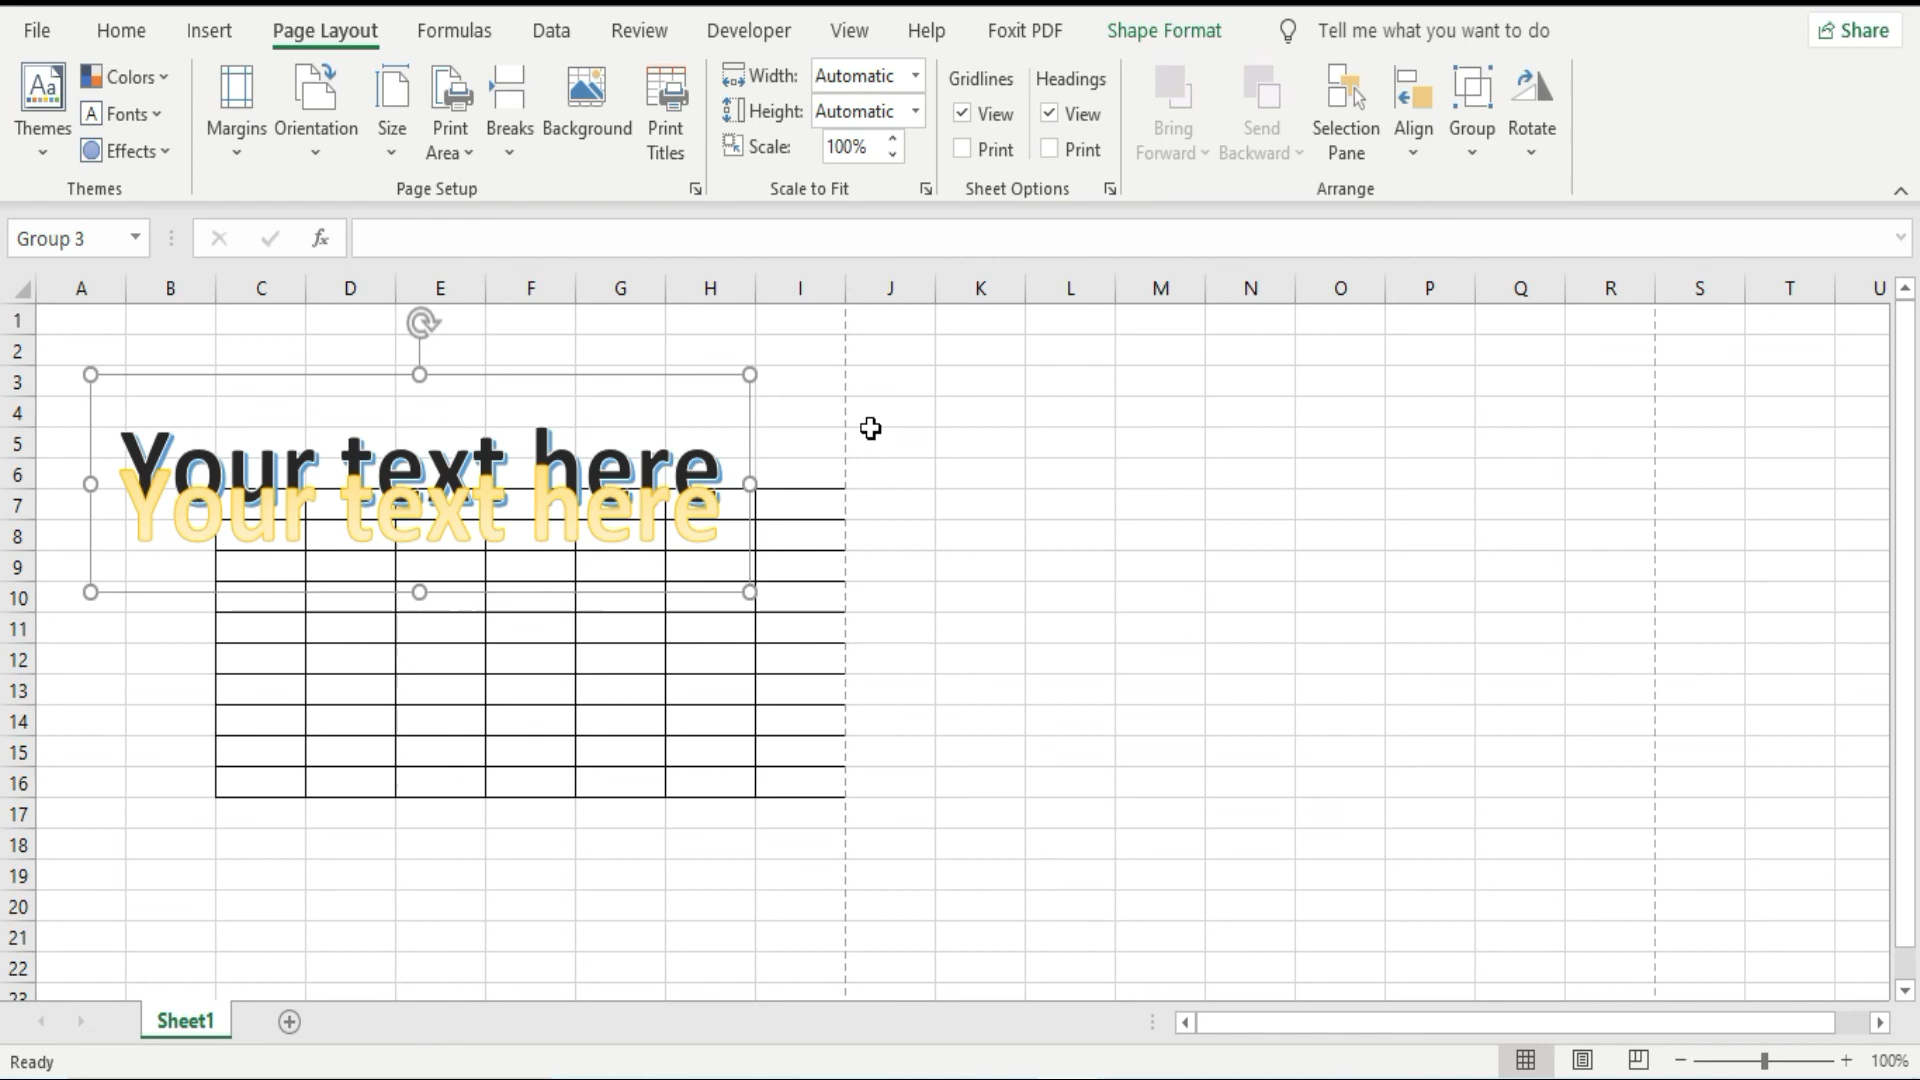 File Home Insert Page Layout Formulas Data Developer Review View Help Foxit PDF Shape Format Tell me what you want to do Share
Aa Colors Width: Automatic Gridlines Headings
A Fonts Height: Automatic View View
Themes Margins Orientation Size Print Breaks Background Print Bring Send Selection Align Group Rotate
Effects Area Titles Scale: 100% Print Print Forward Backward Pane
Themes Page Setup Scale to Fit Sheet Options Arrange
Group 3 fx
A B C D E F G H I J K L M N O P Q R S T U
1
2
3
4
5
Your text here
6
Your text here
7
8
9
10
11
12
13
14
15
16
17
18
19
20
21
22
23
Sheet1
Ready 100%